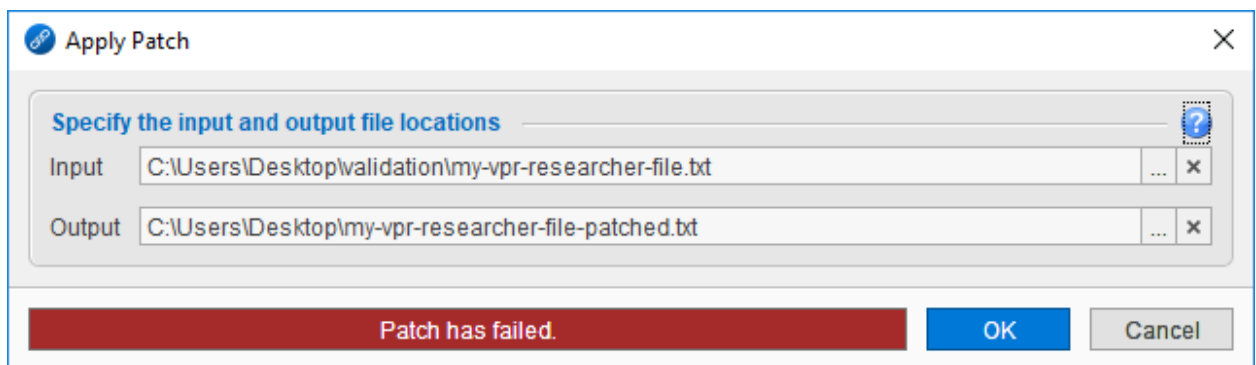 Apply Patch
Specify the input and output file locations
?
Input C:\Users\Desktop\validation\my-vpr-researcher-file.txt ...
Output C:\Users\Desktop\my-vpr-researcher-file-patched.txt ...
Patch has failed. OK Cancel